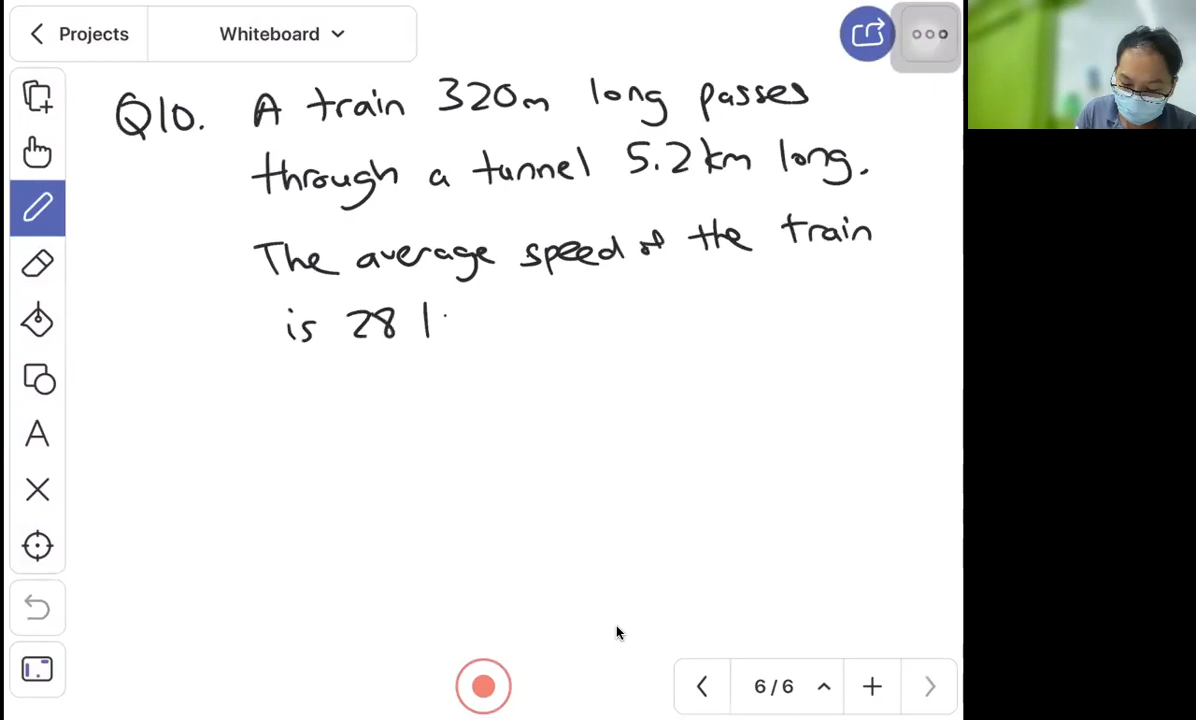 Projects
Whiteboard
Q10. A train 320m long passes
through a tunnel 5.2km long.
The average speed of the train
is 28
A
6 / 6